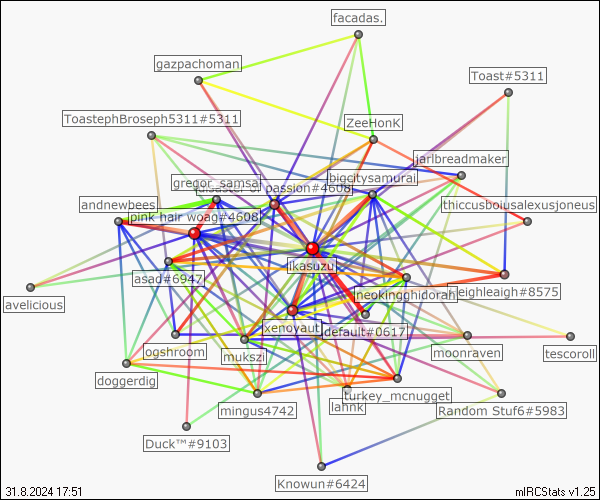 facadas.
gazpachoman
Toast#5311
ToastephBroseph5311#5311
ZeeHonK
jarlbreadmaker
bigcitysamurai
gregor_samsa
passion#4608
andnewbees
pink hair woag#4608
thiccusboiusalexusjoneus
ikasuzu
asad#6947
neokingghidorah
leighleaigh#8575
avelicious
xenoyaut
default#0617
ogshroom
mukszi
moonraven
tescoroll
doggerdig
turkey_mcnugget
mingus4742
lahnk
Random Stuf6#5983
Duck™#9103
Knowun#6424
31.8.2024 17:51
mIRCStats v1.25